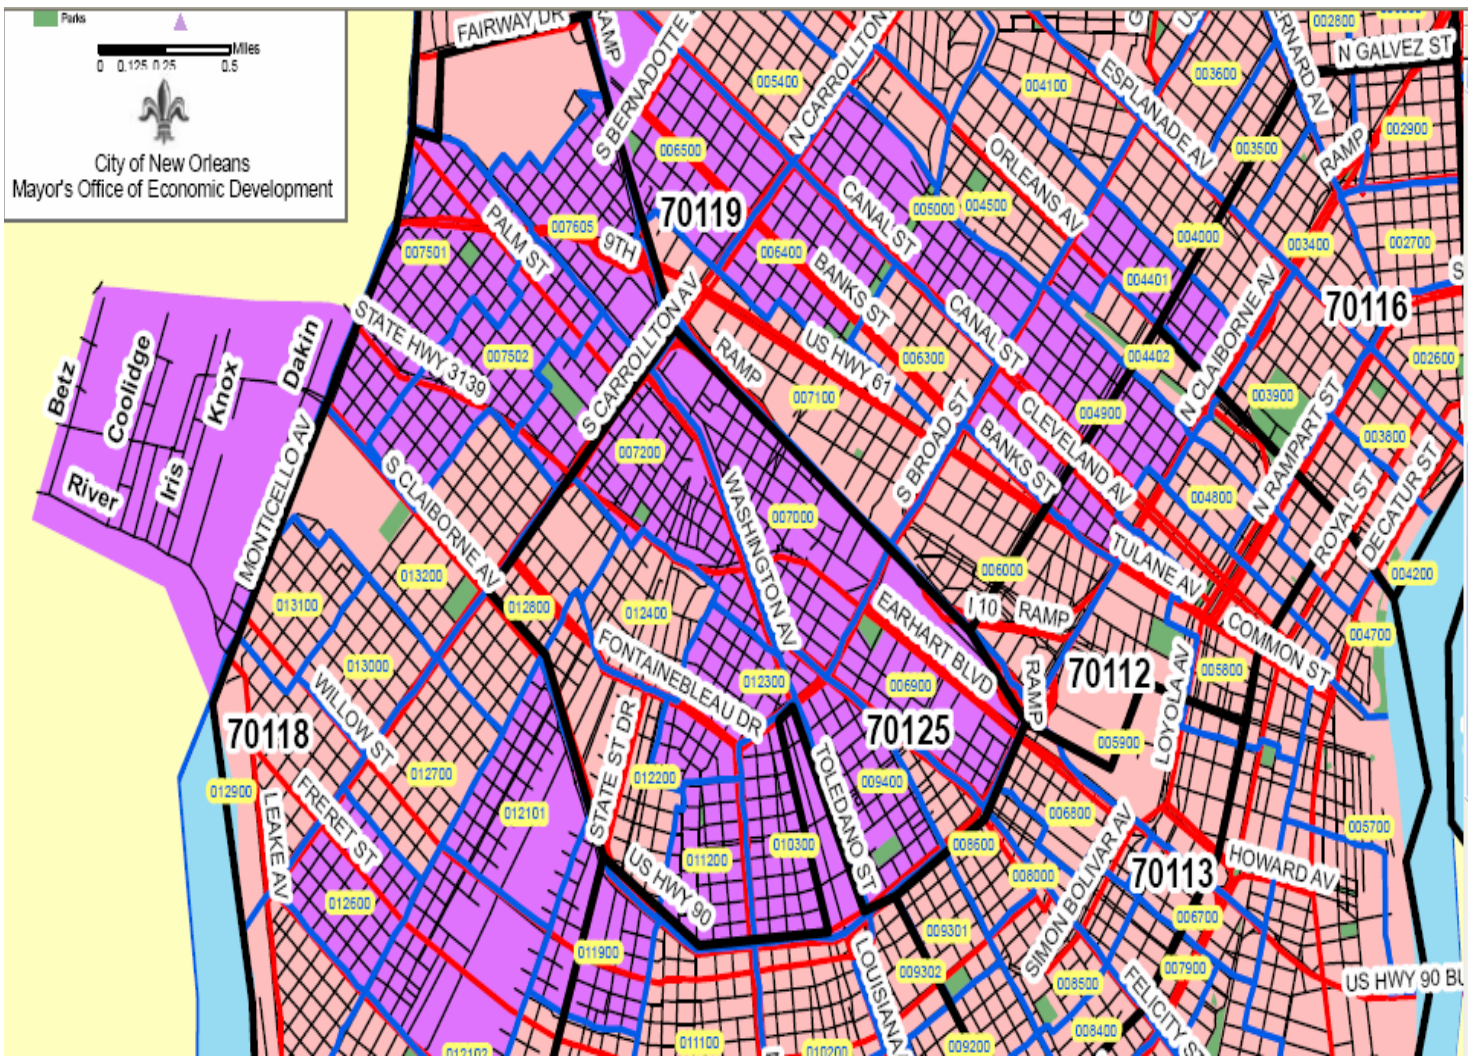 Parks
Miles
0 0.125 0.25 0.5
City of New Orleans
Mayor's Office of Economic Development
FAIRWAY DR
RAMP
S BERNADOTTE
N CARROLLTON
002800
N GALVEZ ST
ERNARD AV
003600
ESPLANADE AV
004100
005400
006500
003500
RAMP
002900
ORLEANS AV
70119
CANAL ST
005000
004500
007605
PALM ST
9TH
007501
006400
004000
003400
002700
BANKS ST
004401
N CLAIBORNE AV
70116
S CARROLLTON AV
STATE HWY 3139
007502
RAMP
US HWY 61
006300
CANAL ST
004402
002600
Betz
Coolidge
Knox
Dakin
007100
003900
N RAMPART ST
CLEVELAND AV
004900
S BROAD ST
BANKS ST
003800
007200
MONTICELLO AV
River
Iris
S CLAIBORNE AV
WASHINGTON AV
007000
004800
ROYAL ST
DECATUR ST
TULANE AV
006000
004200
013200
013100
012800
012400
EARHART BLVD
I 10
RAMP
COMMON ST
004700
013000
FONTAINEBLEAU DR
012300
006900
RAMP
70112
005800
WILLOW ST
STATE ST DR
70118
70125
LOYOLA AV
005900
012700
012900
012200
TOLEDANO ST
009400
LEAKE AV
FRERET ST
012101
006800
005700
US HWY 90
011200
010300
008600
SIMON BOLIVAR AV
70113
HOWARD AV
008000
012600
006700
009301
011900
LOUISIANA
009302
008500
007900
FELICITY ST
US HWY 90 BU
008400
012102
011100
010200
009200